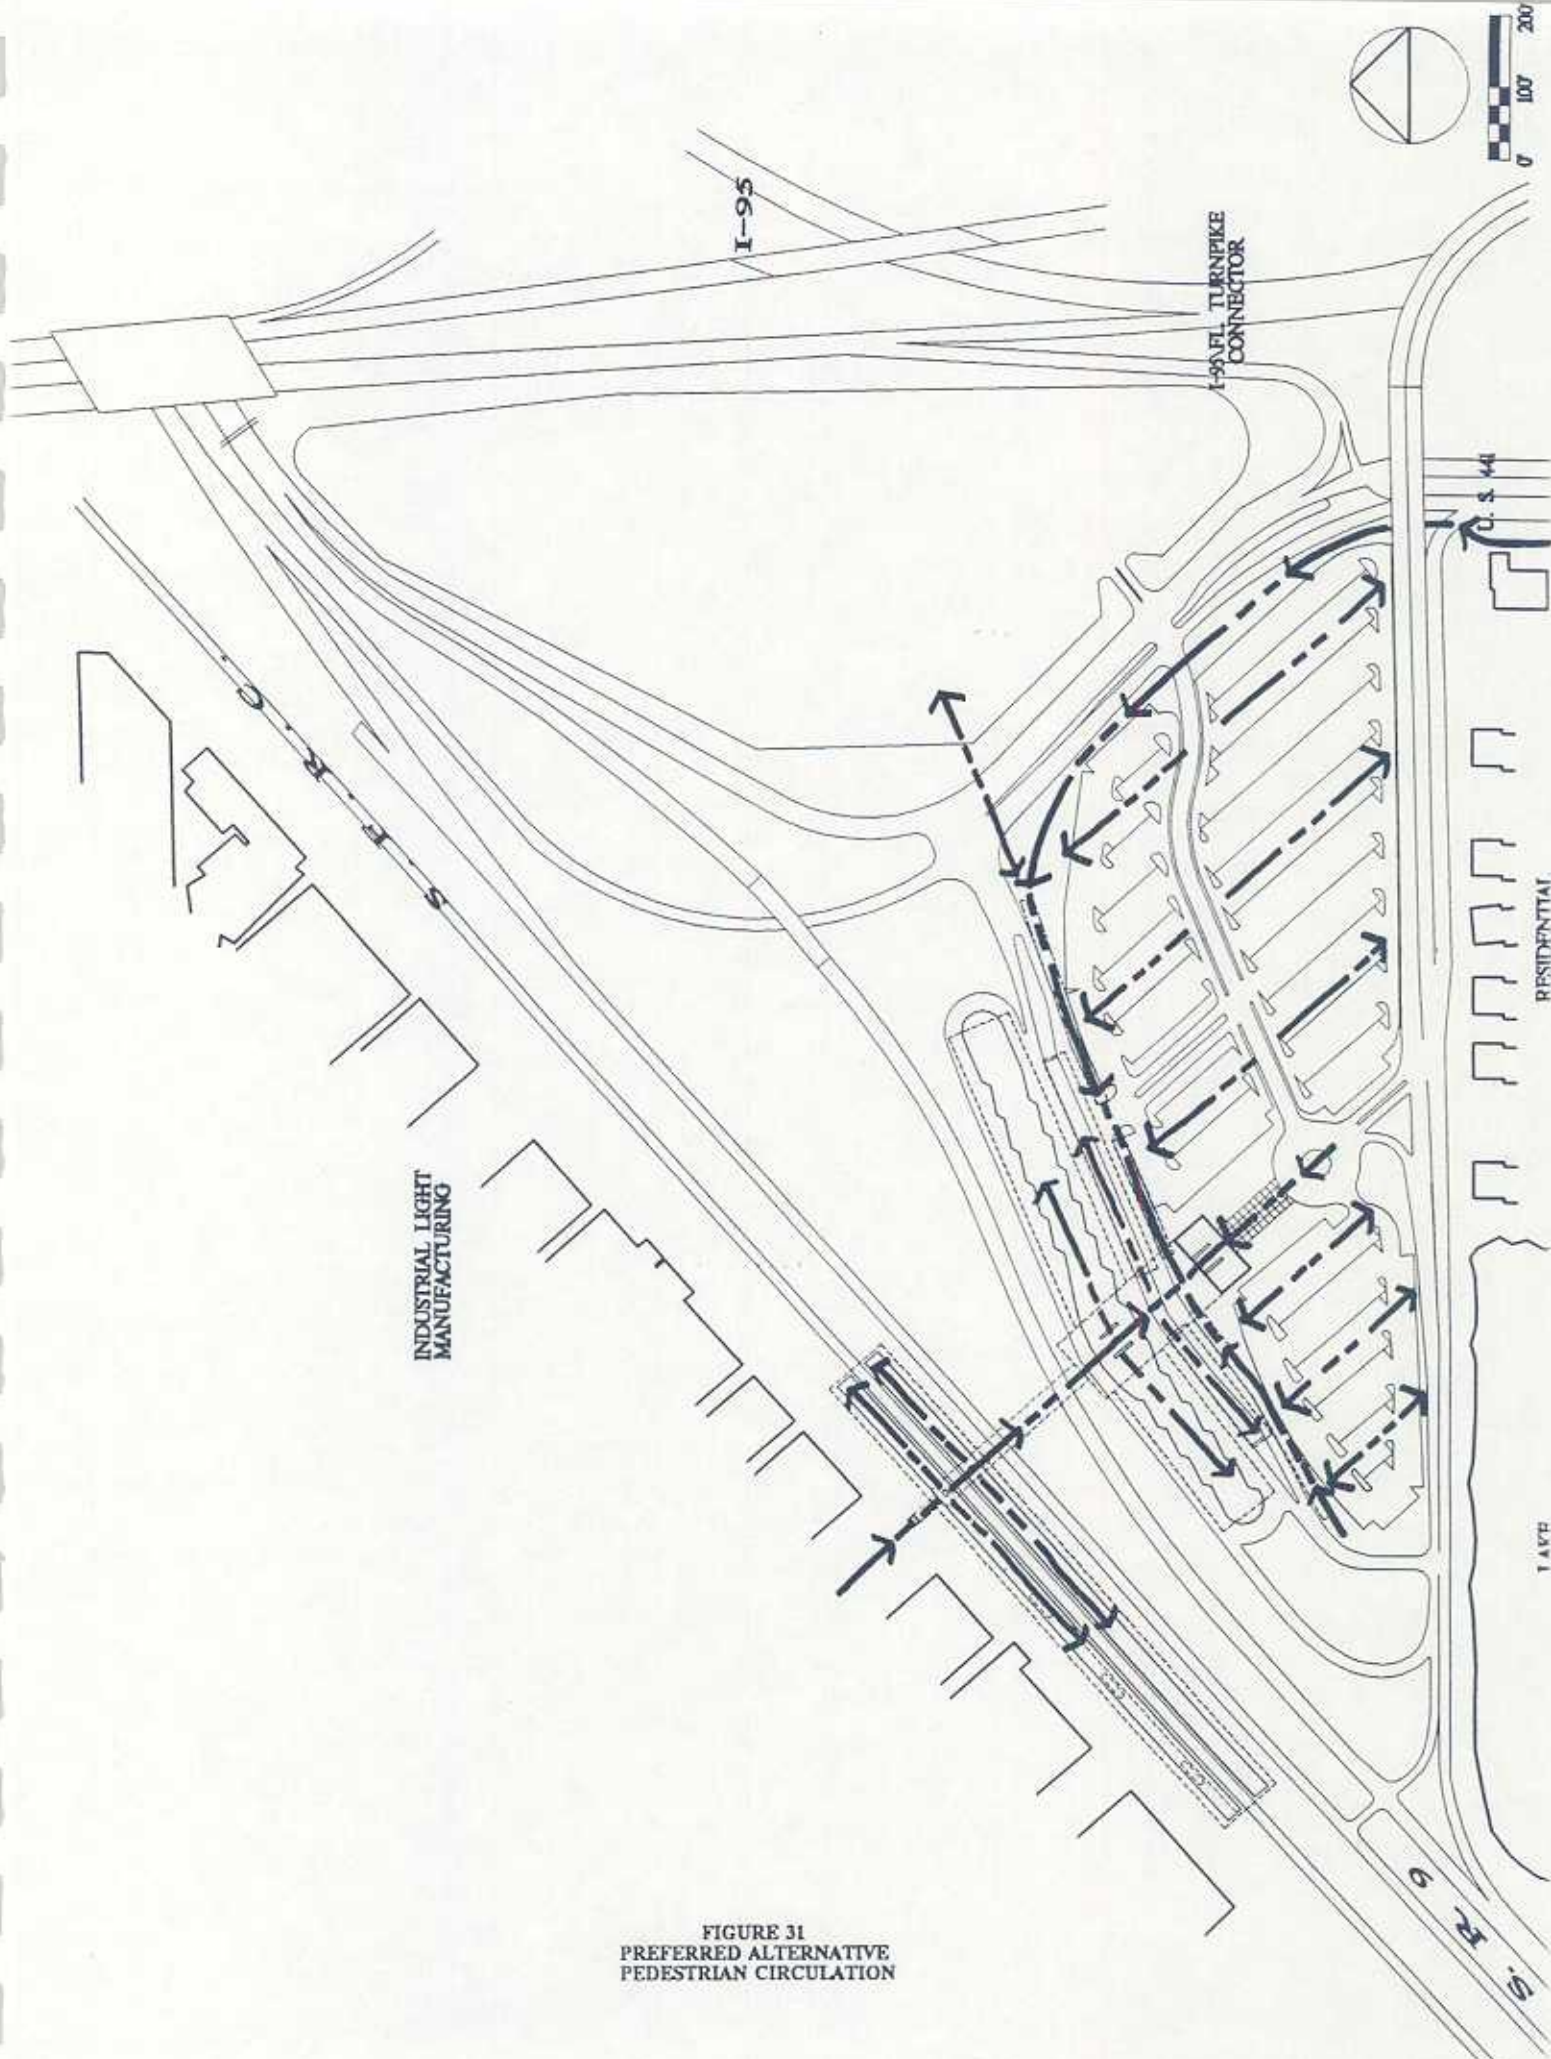 I-95
I-95\FL. TURNPIKE
CONNECTOR
0' 100' 200'
U. S. 441
S. F. R. C.
INDUSTRIAL LIGHT
MANUFACTURING
RESIDENTIAL
LAKE
S. R. 9
FIGURE 31
PREFERRED ALTERNATIVE
PEDESTRIAN CIRCULATION